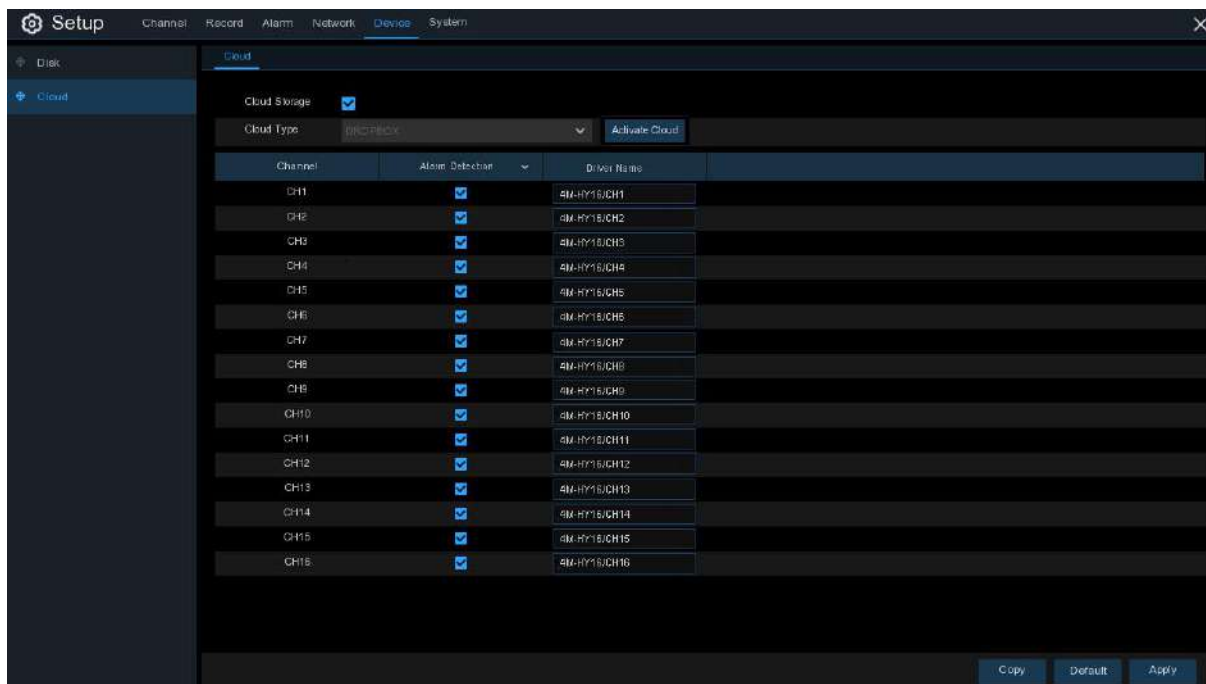 Setup Channel Record Alarm Network Device System
Disk
Cloud
Cloud
Cloud Storage
Cloud Type DROPBOX Activate Cloud
Channel Alarm Detection Driver Name
CH1 4M-HY16/CH1
CH2 4M-HY16/CH2
CH3 4M-HY16/CH3
CH4 4M-HY16/CH4
CH5 4M-HY16/CH5
CH6 4M-HY16/CH6
CH7 4M-HY16/CH7
CH8 4M-HY16/CH8
CH9 4M-HY16/CH9
CH10 4M-HY16/CH10
CH11 4M-HY16/CH11
CH12 4M-HY16/CH12
CH13 4M-HY16/CH13
CH14 4M-HY16/CH14
CH15 4M-HY16/CH15
CH16 4M-HY16/CH16
Copy Default Apply